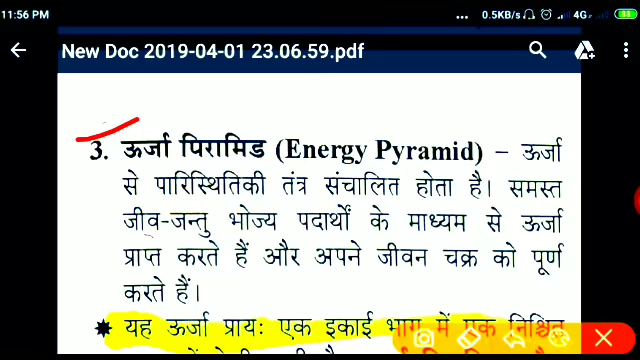 11:56 PM ... 0.5KB/s 4G
New Doc 2019-04-01 23.06.59.pdf
3. ऊर्जा पिरामिड (Energy Pyramid) – ऊर्जा
से पारिस्थितिकी तंत्र संचालित होता है। समस्त
जीव-जन्तु भोज्य पदार्थों के माध्यम से ऊर्जा
प्राप्त करते हैं और अपने जीवन चक्र को पूर्ण
करते हैं।
✷ यह ऊर्जा प्रायः एक इकाई भाग में एक निश्चित